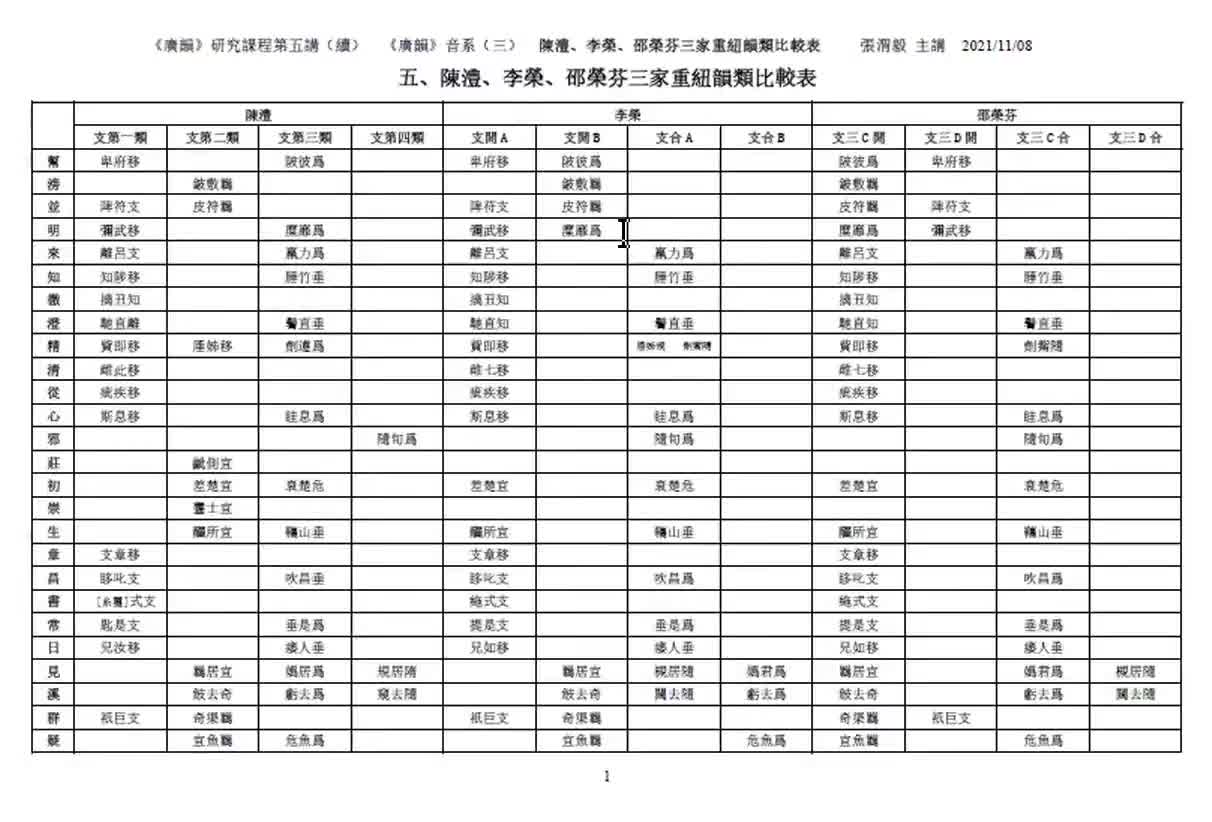 《廣韻》研究課程第五講（續） 《廣韻》音系（三） 陳澧、李榮、邵榮芬三家重紐韻類比較表 張渭毅 主講 2021/11/08
五、陳澧、李榮、邵榮芬三家重紐韻類比較表
陳澧 李榮 邵榮芬
支第一類 支第二類 支第三類 支第四類 支開A 支開B 支合A 支合B 支三C開 支三D開 支三C合 支三D合
幫 卑府移 陂彼爲 卑府移 陂彼爲 陂彼爲 卑府移
滂 鈹敷羈 鈹敷羈 鈹敷羈
並 陴符支 皮符羈 陴符支 皮符羈 皮符羈 陴符支
明 彌武移 糜靡爲 彌武移 糜靡爲 糜靡爲 彌武移
來 離呂支 羸力爲 離呂支 羸力爲 離呂支 羸力爲
知 知陟移 腄竹垂 知陟移 腄竹垂 知陟移 腄竹垂
徹 摛丑知 摛丑知 摛丑知
澄 馳直離 鬌直垂 馳直知 鬌直垂 馳直知 鬌直垂
精 貲即移 厜姊移 劑遵爲 貲即移 厜姊規 劑觜隨 貲即移 劑觜隨
清 雌此移 雌七移 雌七移
從 疵疾移 疵疾移 疵疾移
心 斯息移 眭息爲 斯息移 眭息爲 斯息移 眭息爲
邪 隨旬爲 隨旬爲 隨旬爲
莊 齜側宜
初 差楚宜 衰楚危 差楚宜 衰楚危 差楚宜 衰楚危
崇 士宜
生 釃所宜 韉山垂 釃所宜 山垂 釃所宜 山垂
章 支章移 支章移 支章移
昌 眵叱支 吹昌垂 眵叱支 吹昌爲 眵叱支 吹昌爲
書 [糸璽]式支 絁式支 絁式支
常 匙是支 垂是爲 提是支 垂是爲 提是支 垂是爲
日 兒汝移 痿人垂 兒如移 痿人垂 兒如移 痿人垂
見 羈居宜 嬀居爲 規居隋 羈居宜 槻居隨 嬀君爲 羈居宜 嬀君爲 槻居隨
溪 㩻去奇 虧去爲 窺去隨 㩻去奇 闚去隨 虧去爲 㩻去奇 虧去爲 闚去隨
群 祇巨支 奇渠羈 祇巨支 奇渠羈 奇渠羈 祇巨支
疑 宜魚羈 危魚爲 宜魚羈 危魚爲 宜魚羈 危魚爲
1